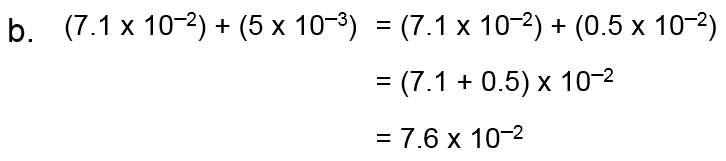 b. (7.1 x 10⁻²) + (5 x 10⁻³) = (7.1 x 10⁻²) + (0.5 x 10⁻²)
= (7.1 + 0.5) x 10⁻²
= 7.6 x 10⁻²